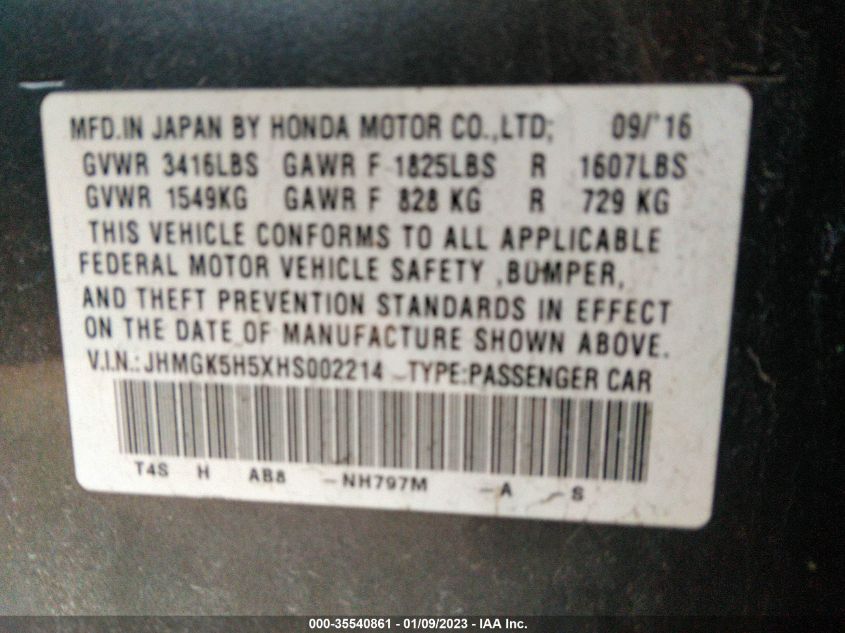 MFD.IN JAPAN BY HONDA MOTOR CO.,LTD; 09/'16
GVWR 3416LBS GAWR F 1825LBS R 1607LBS
GVWR 1549KG GAWR F 828 KG R 729 KG
THIS VEHICLE CONFORMS TO ALL APPLICABLE
FEDERAL MOTOR VEHICLE SAFETY ,BUMPER,
AND THEFT PREVENTION STANDARDS IN EFFECT
ON THE DATE OF MANUFACTURE SHOWN ABOVE.
V.I.N.: JHMGK5H5XHS002214 TYPE:PASSENGER CAR
T4S H AB8 -NH797M -A -S
000-35540861 - 01/09/2023 - IAA Inc.